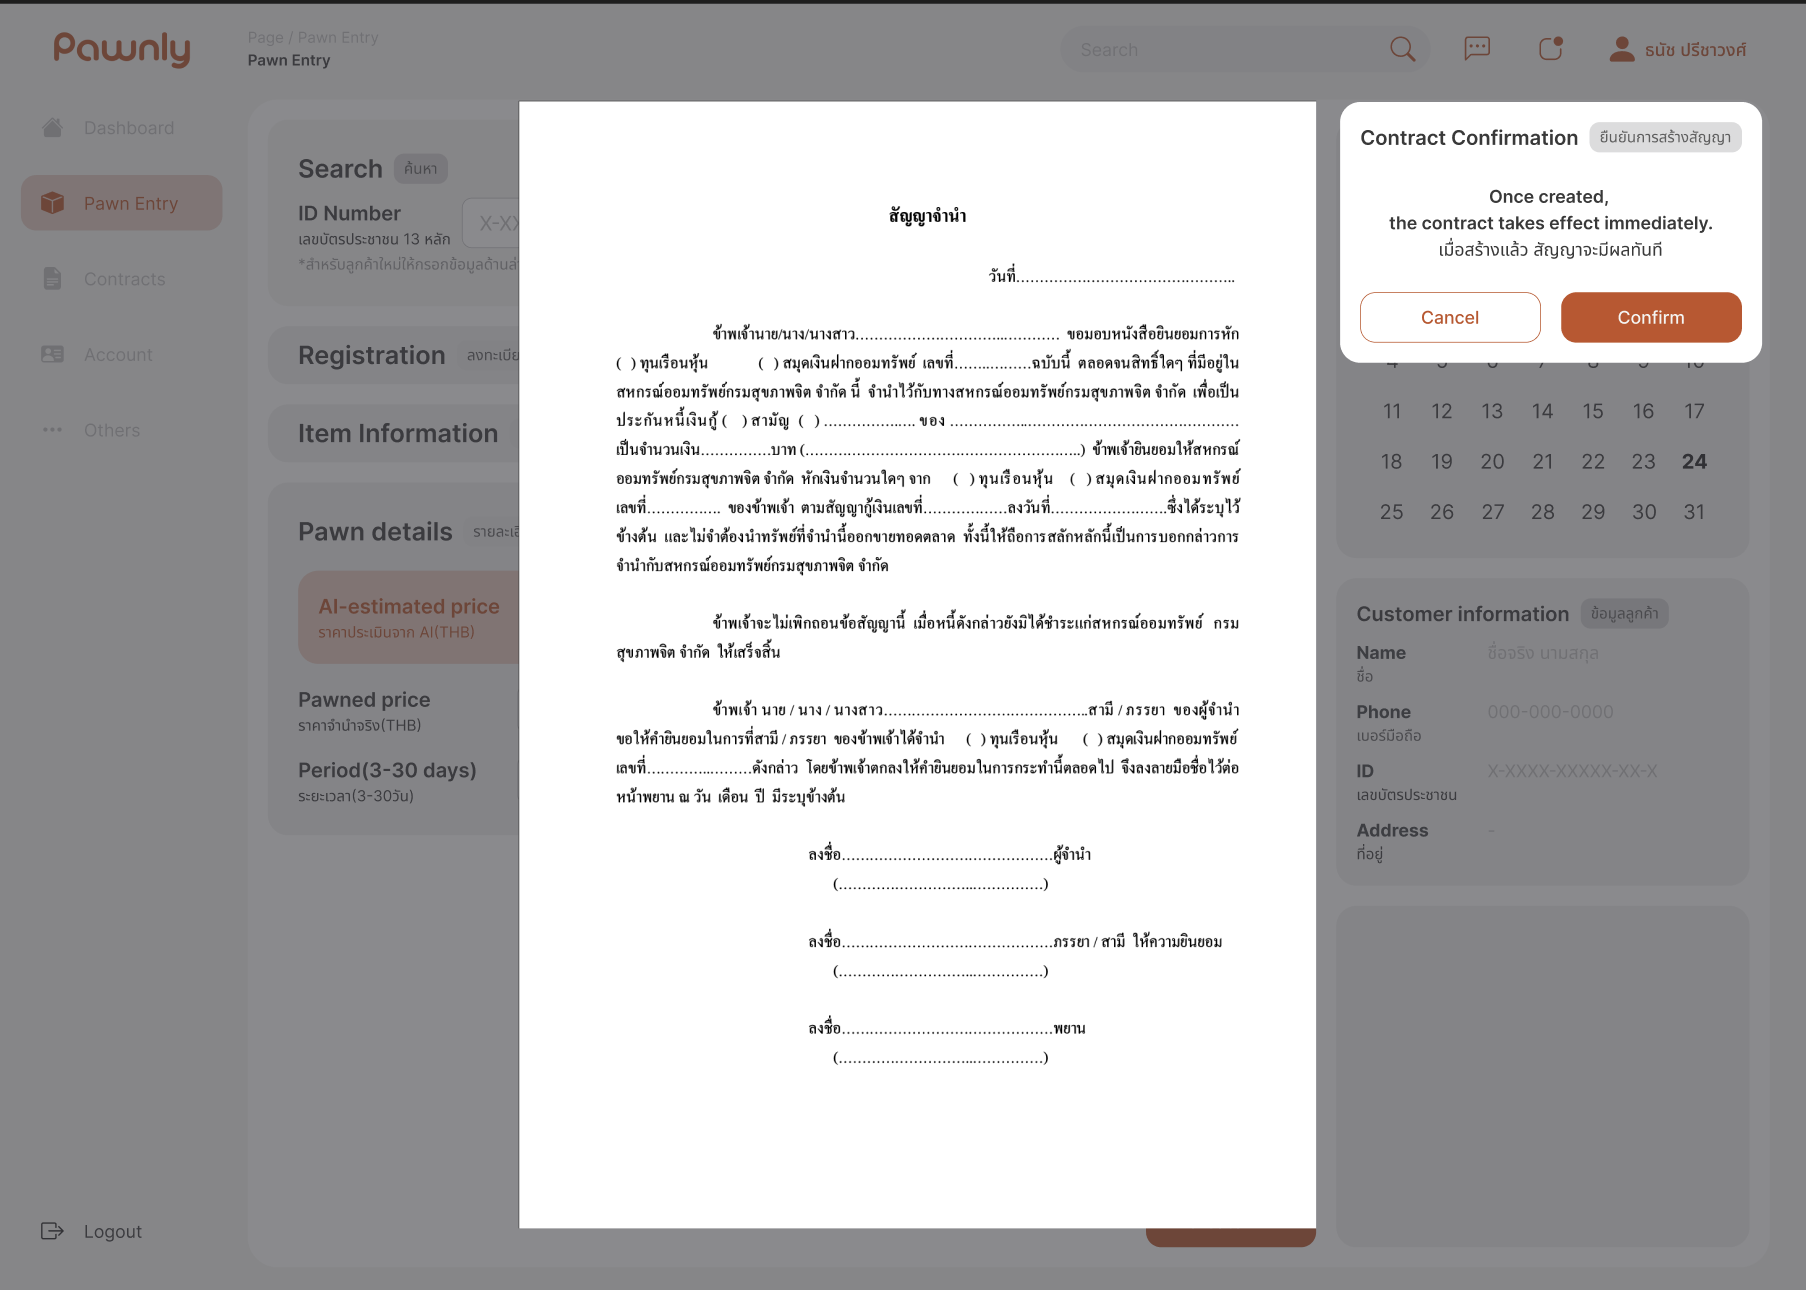 Pawnly
Page / Pawn Entry
Pawn Entry
Search
ธนัช ปรีชาวงศ์
Dashboard
Pawn Entry
Contracts
Account
Others
Logout
Search ค้นหา
ID Number
เลขบัตรประชาชน 13 หลัก
X-XX
*สำหรับลูกค้าใหม่ให้กรอกข้อมูลด้านล่
Registration ลงทะเบีย
Item Information
Pawn details รายละเอี
AI-estimated price
ราคาประเมินจาก AI(THB)
Pawned price
ราคาจำนำจริง(THB)
Period(3-30 days)
ระยะเวลา(3-30วัน)
สัญญาจำนำ
วันที่..............................................
ข้าพเจ้านาย/นาง/นางสาว........................................... ขอมอบหนังสือยินยอมการหัก
( ) ทุนเรือนหุ้น ( ) สมุดเงินฝากออมทรัพย์ เลขที่................ฉบับนี้ ตลอดจนสิทธิ์ใดๆ ที่มีอยู่ใน
สหกรณ์ออมทรัพย์กรมสุขภาพจิต จำกัด นี้ จำนำไว้กับทางสหกรณ์ออมทรัพย์กรมสุขภาพจิต จำกัด เพื่อเป็น
ประกันหนี้เงินกู้ ( ) สามัญ ( ) ................... ของ .............................................................
เป็นจำนวนเงิน...............บาท (..........................................................) ข้าพเจ้ายินยอมให้สหกรณ์
ออมทรัพย์กรมสุขภาพจิต จำกัด หักเงินจำนวนใดๆ จาก ( ) ทุนเรือนหุ้น ( ) สมุดเงินฝากออมทรัพย์
เลขที่................ ของข้าพเจ้า ตามสัญญากู้เงินเลขที่..................ลงวันที่.........................ซึ่งได้ระบุไว้
ข้างต้น และไม่จำต้องนำทรัพย์ที่จำนำนี้ออกขายทอดตลาด ทั้งนี้ให้ถือการสลักหลักนี้เป็นการบอกกล่าวการ
จำนำกับสหกรณ์ออมทรัพย์กรมสุขภาพจิต จำกัด
ข้าพเจ้าจะไม่เพิกถอนข้อสัญญานี้ เมื่อหนี้ดังกล่าวยังมิได้ชำระแก่สหกรณ์ออมทรัพย์ กรม
สุขภาพจิต จำกัด ให้เสร็จสิ้น
ข้าพเจ้า นาย / นาง / นางสาว...........................................สามี / ภรรยา ของผู้จำนำ
ขอให้คำยินยอมในการที่สามี / ภรรยา ของข้าพเจ้าได้จำนำ ( ) ทุนเรือนหุ้น ( ) สมุดเงินฝากออมทรัพย์
เลขที่......................ดังกล่าว โดยข้าพเจ้าตกลงให้คำยินยอมในการกระทำนี้ตลอดไป จึงลงลายมือชื่อไว้ต่อ
หน้าพยาน ณ วัน เดือน ปี มีระบุข้างต้น
ลงชื่อ.............................................ผู้จำนำ
(............................................)
ลงชื่อ.............................................ภรรยา / สามี ให้ความยินยอม
(............................................)
ลงชื่อ.............................................พยาน
(............................................)
Contract Confirmation ยืนยันการสร้างสัญญา
Once created,
the contract takes effect immediately.
เมื่อสร้างแล้ว สัญญาจะมีผลทันที
Cancel Confirm
4 5 6 7 8 9 10
11 12 13 14 15 16 17
18 19 20 21 22 23 24
25 26 27 28 29 30 31
Customer information ข้อมูลลูกค้า
Name ชื่อจริง นามสกุล
ชื่อ
Phone 000-000-0000
เบอร์มือถือ
ID X-XXXX-XXXXX-XX-X
เลขบัตรประชาชน
Address -
ที่อยู่